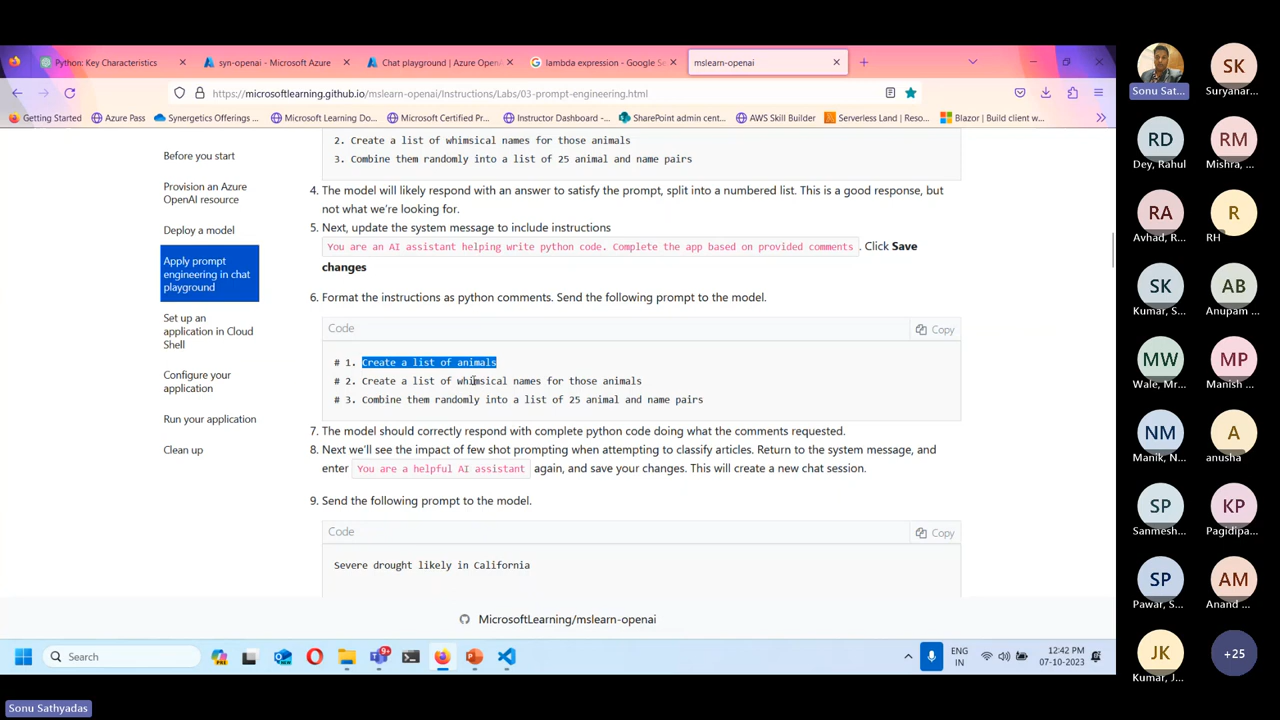 Python: Key Characteristics
syn-openai - Microsoft Azure
Chat playground | Azure OpenA
lambda expression - Google Se
mslearn-openai
https://microsoftlearning.github.io/mslearn-openai/Instructions/Labs/03-prompt-engineering.html
Getting Started
Azure Pass
Synergetics Offerings ...
Microsoft Learning Do...
Microsoft Certified Pr...
Instructor Dashboard -...
SharePoint admin cent...
AWS Skill Builder
Serverless Land | Reso...
Blazor | Build client w...
Before you start
Provision an Azure
OpenAI resource
Deploy a model
Apply prompt
engineering in chat
playground
Set up an
application in Cloud
Shell
Configure your
application
Run your application
Clean up
2. Create a list of whimsical names for those animals
3. Combine them randomly into a list of 25 animal and name pairs
4. The model will likely respond with an answer to satisfy the prompt, split into a numbered list. This is a good response, but
not what we're looking for.
5. Next, update the system message to include instructions
You are an AI assistant helping write python code. Complete the app based on provided comments . Click Save
changes
6. Format the instructions as python comments. Send the following prompt to the model.
Code
Copy
# 1. Create a list of animals
# 2. Create a list of whimsical names for those animals
# 3. Combine them randomly into a list of 25 animal and name pairs
7. The model should correctly respond with complete python code doing what the comments requested.
8. Next we'll see the impact of few shot prompting when attempting to classify articles. Return to the system message, and
enter You are a helpful AI assistant again, and save your changes. This will create a new chat session.
9. Send the following prompt to the model.
Code
Copy
Severe drought likely in California
MicrosoftLearning/mslearn-openai
Search
9+
ENG
IN
12:42 PM
07-10-2023
Sonu Sathyadas
Sonu Sat...
SK
Suryanar...
RD
Dey, Rahul
RM
Mishra, ...
RA
Avhad, R...
R
RH
SK
Kumar, S...
AB
Anupam ...
MW
Wale, Mr...
MP
Manish ...
NM
Manik, N...
A
anusha
SP
Sanmesh...
KP
Pagidipa...
SP
Pawar, S...
AM
Anand ...
JK
Kumar, J...
+25